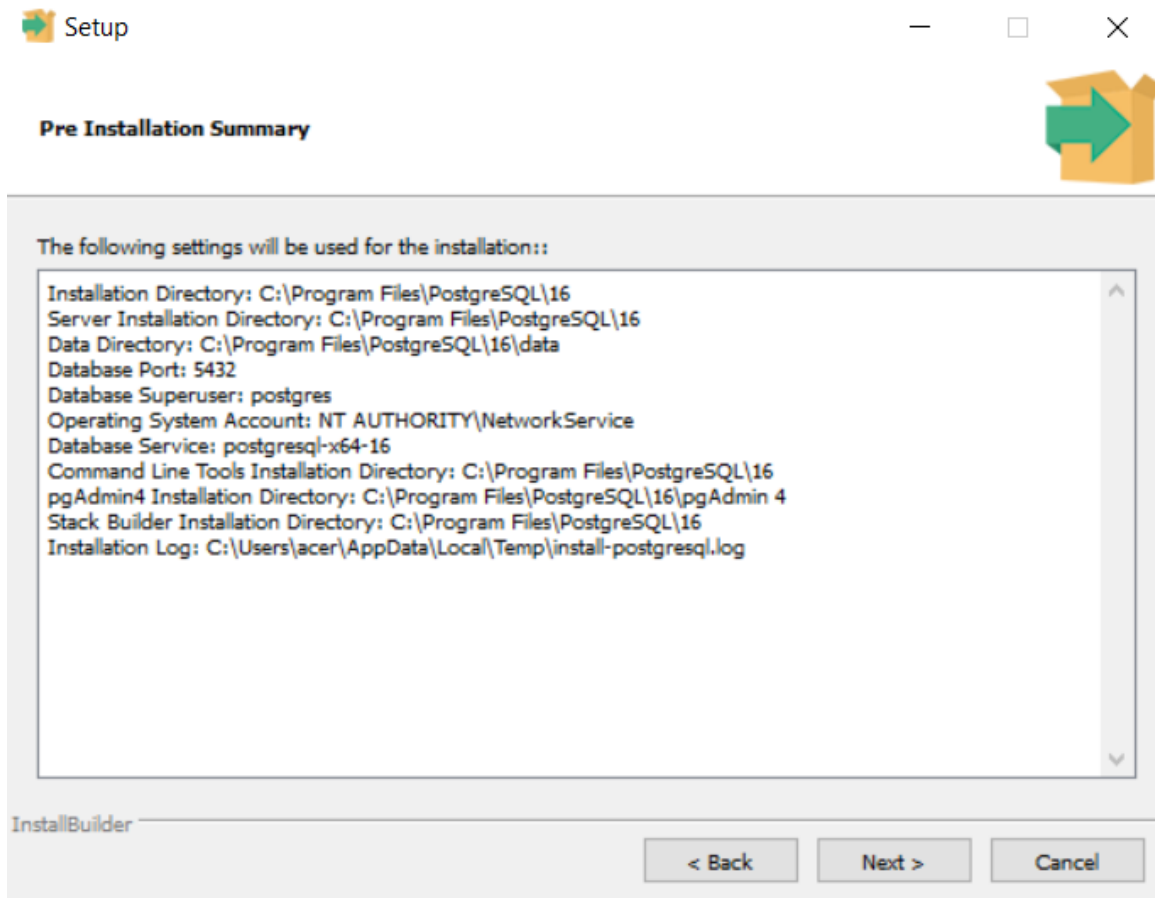 Setup
Pre Installation Summary
The following settings will be used for the installation::
Installation Directory: C:\Program Files\PostgreSQL\16
Server Installation Directory: C:\Program Files\PostgreSQL\16
Data Directory: C:\Program Files\PostgreSQL\16\data
Database Port: 5432
Database Superuser: postgres
Operating System Account: NT AUTHORITY\NetworkService
Database Service: postgresql-x64-16
Command Line Tools Installation Directory: C:\Program Files\PostgreSQL\16
pgAdmin4 Installation Directory: C:\Program Files\PostgreSQL\16\pgAdmin 4
Stack Builder Installation Directory: C:\Program Files\PostgreSQL\16
Installation Log: C:\Users\acer\AppData\Local\Temp\install-postgresql.log
InstallBuilder
< Back Next > Cancel